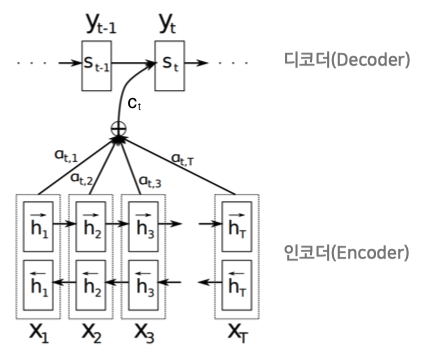 y_{t-1} y_t
· · · s_{t-1} s_t · · · 디코더(Decoder)
c_t
⊕
a_{t,1} a_{t,2} a_{t,3} a_{t,T}
\overrightarrow{h}_1 \overrightarrow{h}_2 \overrightarrow{h}_3 \overrightarrow{h}_T
인코더(Encoder)
\overleftarrow{h}_1 \overleftarrow{h}_2 \overleftarrow{h}_3 \overleftarrow{h}_T
x_1 x_2 x_3 x_T